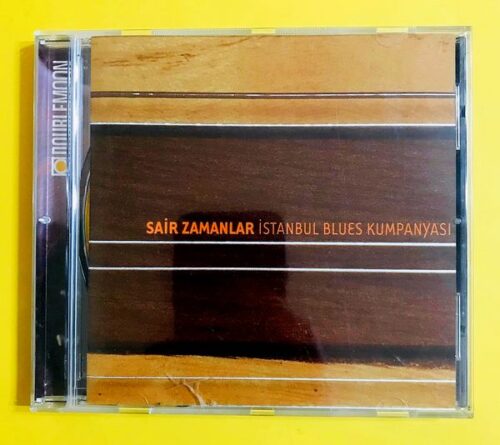 DOUBLEMOON
SAİR ZAMANLAR İSTANBUL BLUES KUMPANYASI